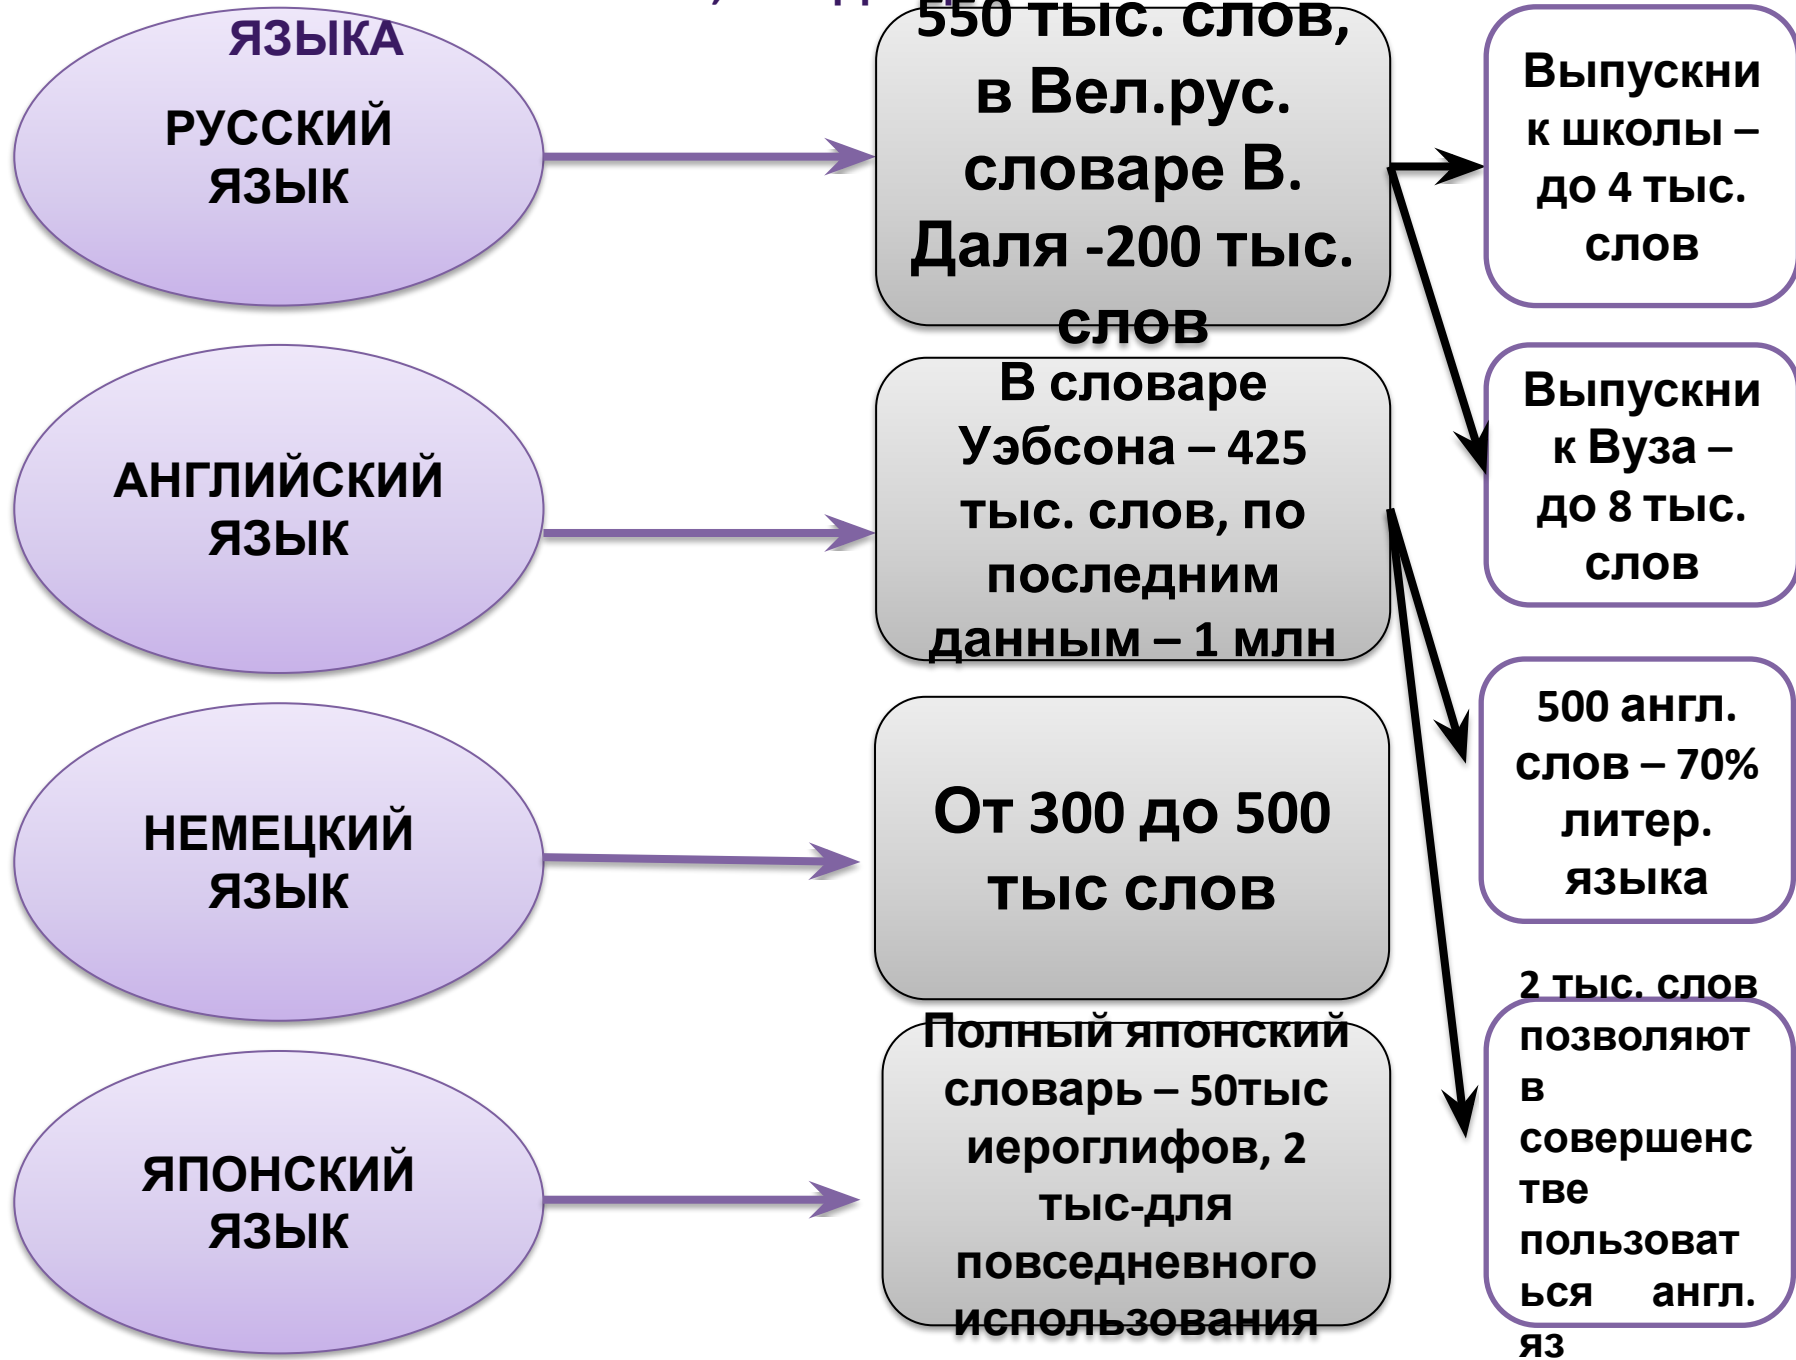 ЯЗЫКА
РУССКИЙ
ЯЗЫК
550 тыс. слов,
в Вел.рус.
словаре В.
Даля -200 тыс.
слов
Выпускни
к школы –
до 4 тыс.
слов
АНГЛИЙСКИЙ
ЯЗЫК
В словаре
Уэбсона – 425
тыс. слов, по
последним
данным – 1 млн
Выпускни
к Вуза –
до 8 тыс.
слов
500 англ.
слов – 70%
литер.
языка
НЕМЕЦКИЙ
ЯЗЫК
От 300 до 500
тыс слов
2 тыс. слов
позволяют
в
совершенс
тве
пользоват
ься англ.
яз
ЯПОНСКИЙ
ЯЗЫК
Полный японский
словарь – 50тыс
иероглифов, 2
тыс-для
повседневного
использования